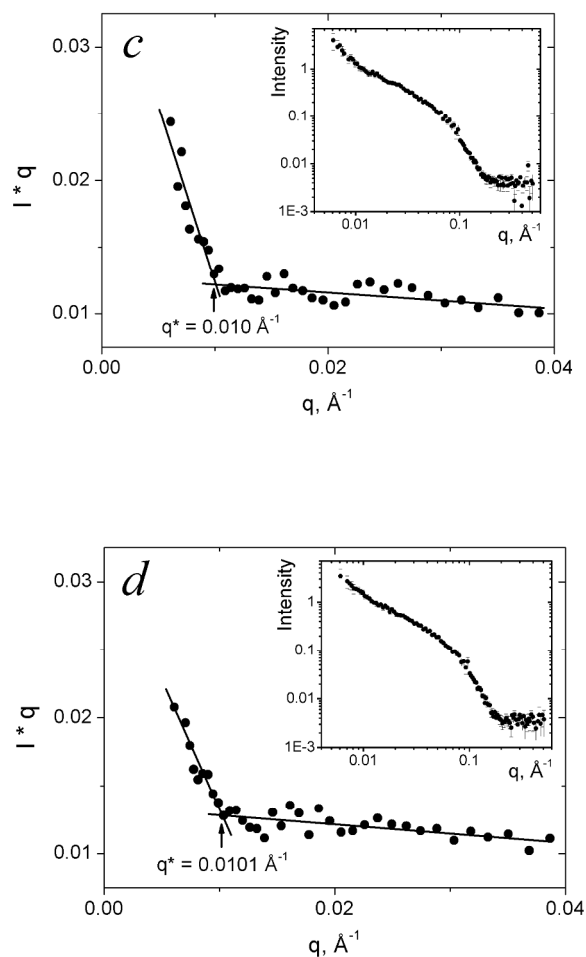 c
0.03
0.02
0.01
I * q
0.00
0.02
0.04
q, Å⁻¹
q* = 0.010 Å⁻¹
Intensity
1
0.1
0.01
1E-3
0.01
0.1
q, Å⁻¹
d
0.03
0.02
0.01
I * q
0.00
0.02
0.04
q, Å⁻¹
q* = 0.0101 Å⁻¹
Intensity
1
0.1
0.01
1E-3
0.01
0.1
q, Å⁻¹